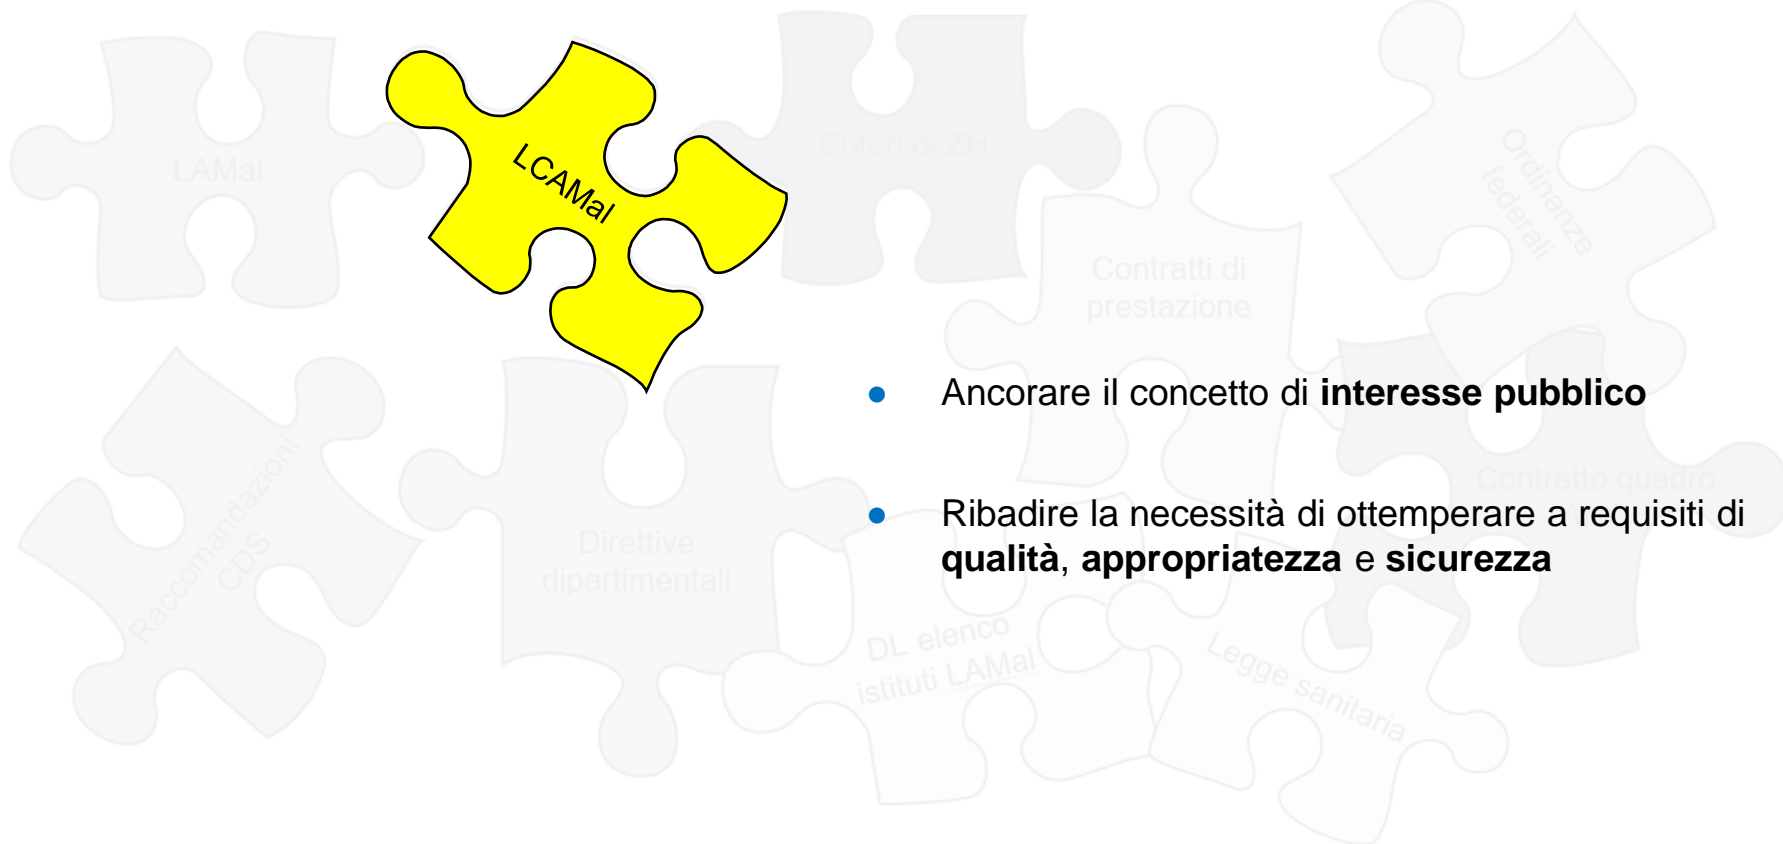 LAMal
LCAMal
Criteri di ZH
Ordinanze
federali
Contratti di
prestazione
● Ancorare il concetto di interesse pubblico
Contratto quadro
● Ribadire la necessità di ottemperare a requisiti di
qualità, appropriatezza e sicurezza
Raccomandazioni
CDS
Direttive
dipartimentali
DL elenco
istituti LAMal
Legge sanitaria